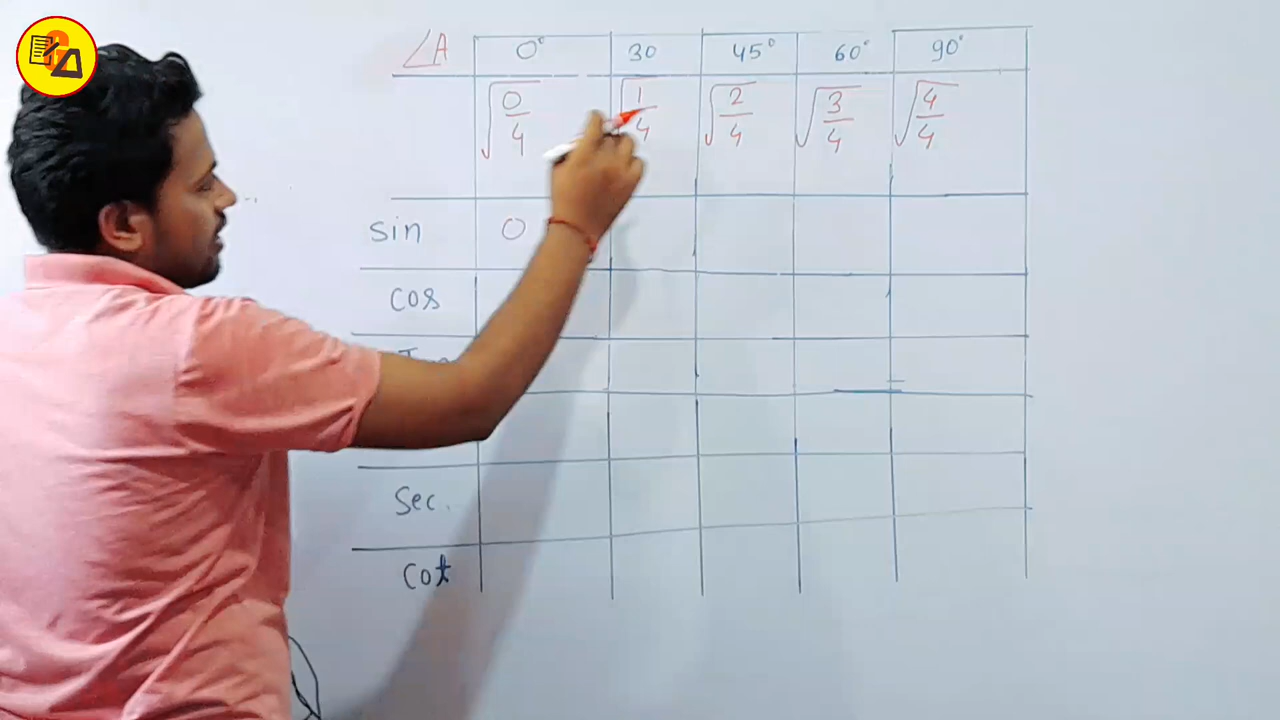 ∠A 0° 30 45° 60° 90°
√0/4 √1/4 √2/4 √3/4 √4/4
sin 0
cos
Sec.
Cot